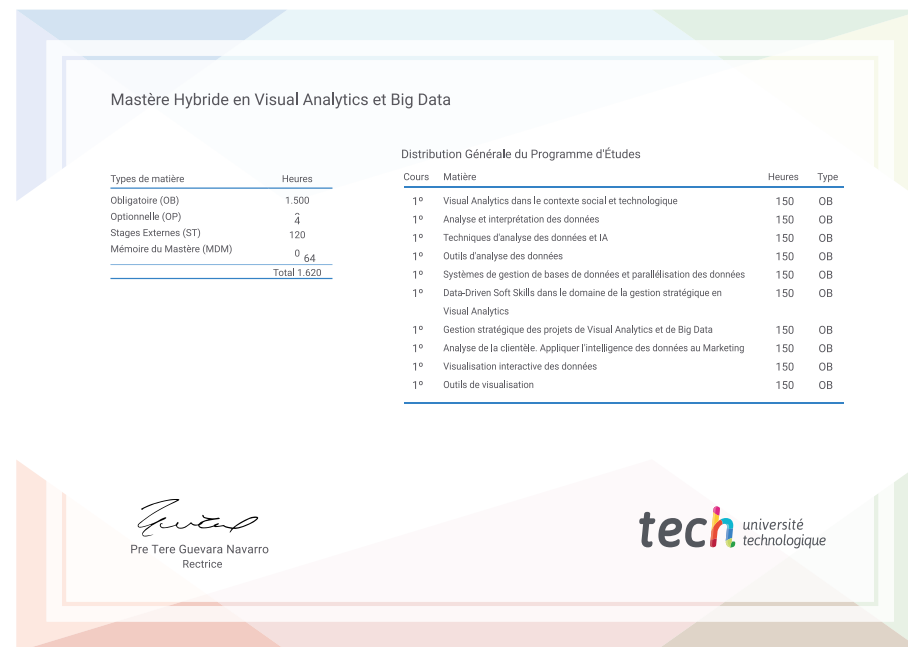 Mastère Hybride en Visual Analytics et Big Data
Types de matière Heures
Obligatoire (OB) 1.500
Optionnelle (OP) 4
Stages Externes (ST) 120
Mémoire du Mastère (MDM) 0 64
Total 1.620
Distribution Générale du Programme d'Études
Cours Matière Heures Type
1º Visual Analytics dans le contexte social et technologique 150 OB
1º Analyse et interprétation des données 150 OB
1º Techniques d'analyse des données et IA 150 OB
1º Outils d'analyse des données 150 OB
1º Systèmes de gestion de bases de données et parallélisation des données 150 OB
1º Data-Driven Soft Skills dans le domaine de la gestion stratégique en 150 OB
Visual Analytics
1º Gestion stratégique des projets de Visual Analytics et de Big Data 150 OB
1º Analyse de la clientèle. Appliquer l'intelligence des données au Marketing 150 OB
1º Visualisation interactive des données 150 OB
1º Outils de visualisation 150 OB
Pre Tere Guevara Navarro
Rectrice
tech université
technologique